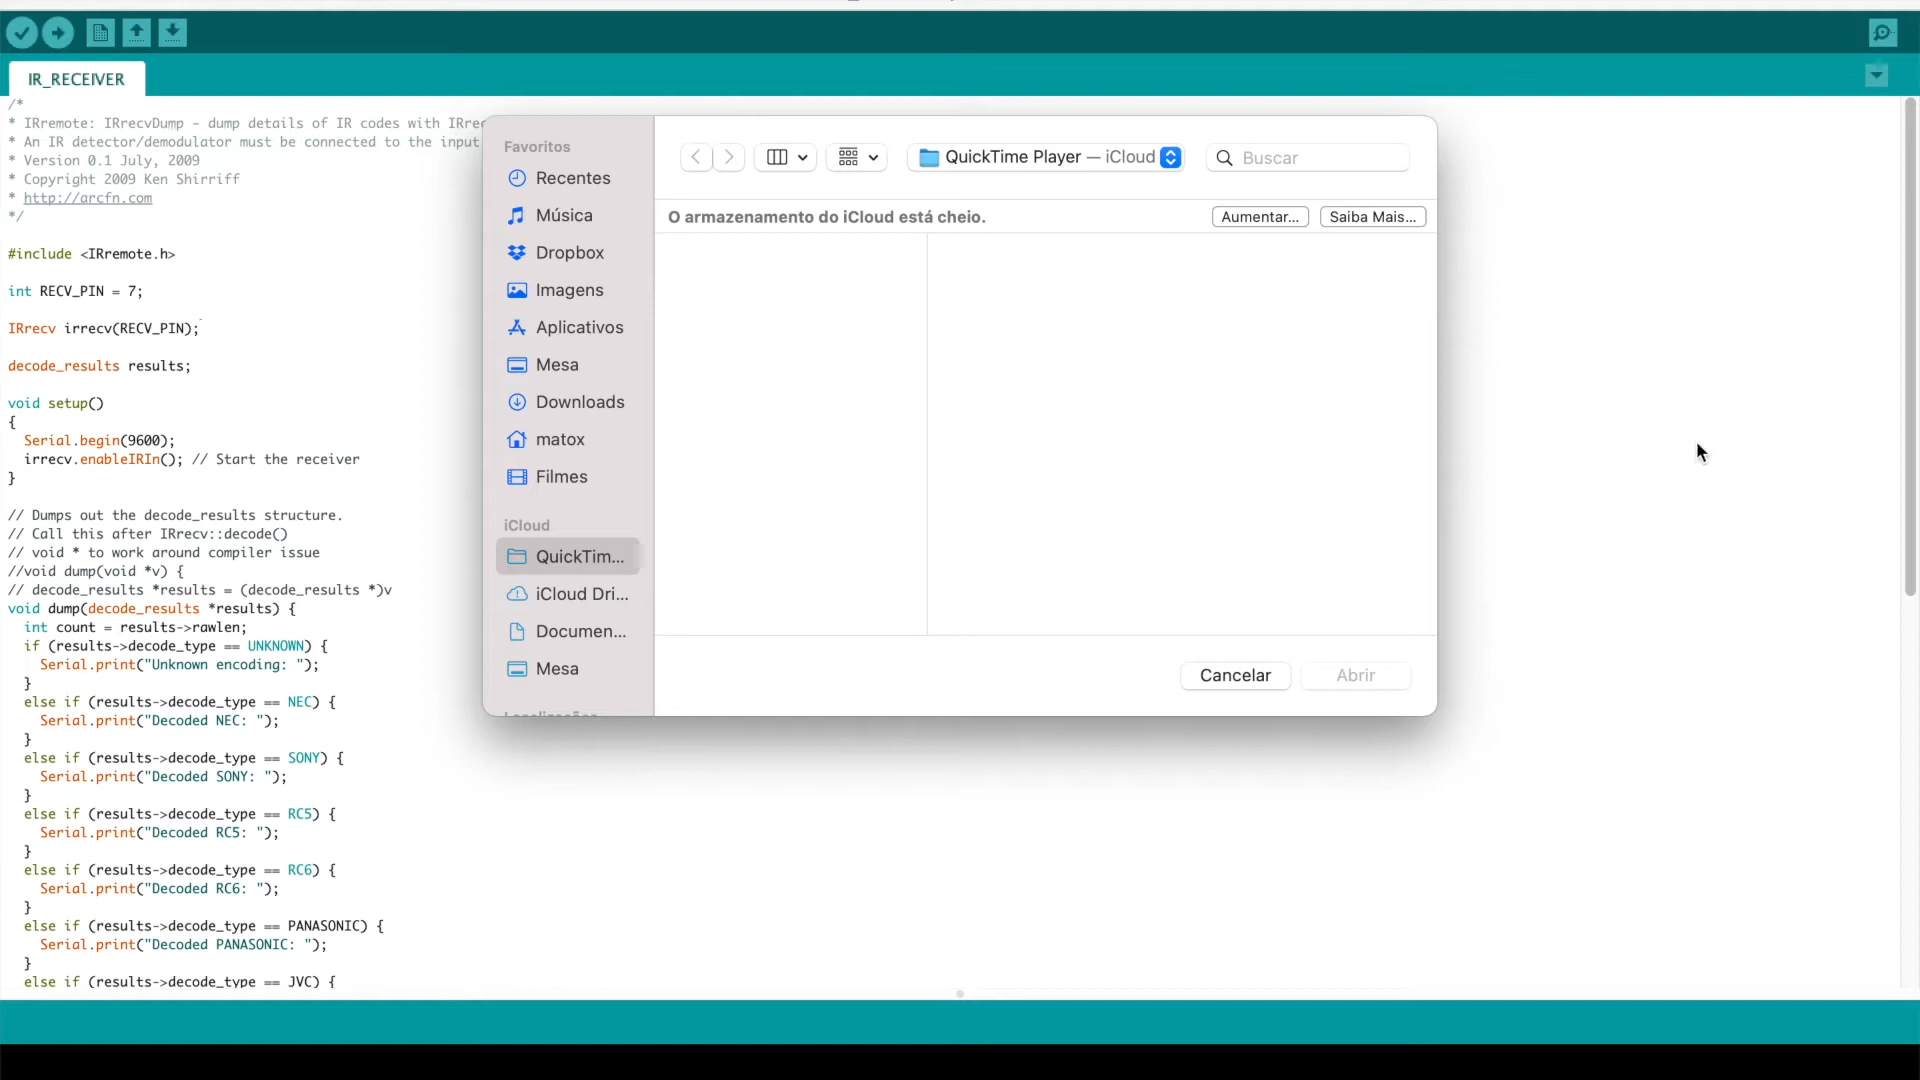 IR_RECEIVER
/*
* IRremote: IRrecvDump - dump details of IR codes with
* An IR detector/demodulator must be connected to the input
* Version 0.1 July, 2009
* Copyright 2009 Ken Shirriff
* http://arcfn.com
*/
#include <IRremote.h>
int RECV_PIN = 7;
IRrecv irrecv(RECV_PIN);
decode_results results;
void setup()
{
Serial.begin(9600);
irrecv.enableIRIn(); // Start the receiver
}
// Dumps out the decode_results structure.
// Call this after IRrecv::decode()
// void * to work around compiler issue
//void dump(void *v) {
// decode_results *results = (decode_results *)v
void dump(decode_results *results) {
int count = results->rawlen;
if (results->decode_type == UNKNOWN) {
Serial.print("Unknown encoding: ");
}
else if (results->decode_type == NEC) {
Serial.print("Decoded NEC: ");
}
else if (results->decode_type == SONY) {
Serial.print("Decoded SONY: ");
}
else if (results->decode_type == RC5) {
Serial.print("Decoded RC5: ");
}
else if (results->decode_type == RC6) {
Serial.print("Decoded RC6: ");
}
else if (results->decode_type == PANASONIC) {
Serial.print("Decoded PANASONIC: ");
}
else if (results->decode_type == JVC) {
Favoritos
Recentes
Música
Dropbox
Imagens
Aplicativos
Mesa
Downloads
matox
Filmes
iCloud
QuickTim...
iCloud Dri...
Documen...
Mesa
QuickTime Player — iCloud
Buscar
O armazenamento do iCloud está cheio.
Aumentar...
Saiba Mais...
Cancelar
Abrir